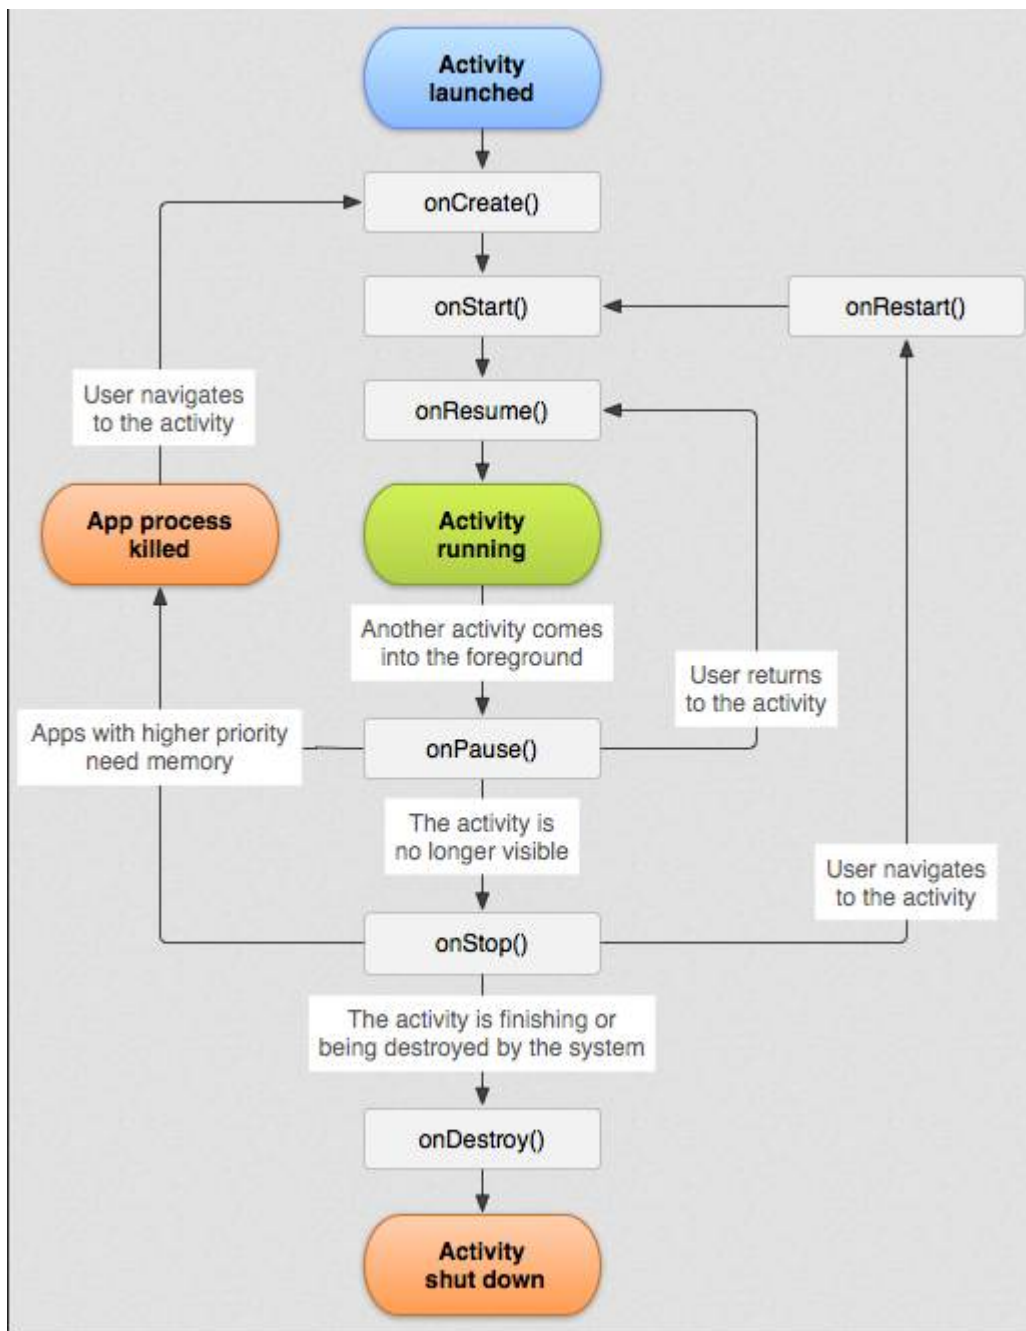 Activity
launched
onCreate()
onStart()
onRestart()
User navigates
to the activity
onResume()
App process
killed
Activity
running
Another activity comes
into the foreground
User returns
to the activity
Apps with higher priority
need memory
onPause()
The activity is
no longer visible
User navigates
to the activity
onStop()
The activity is finishing or
being destroyed by the system
onDestroy()
Activity
shut down